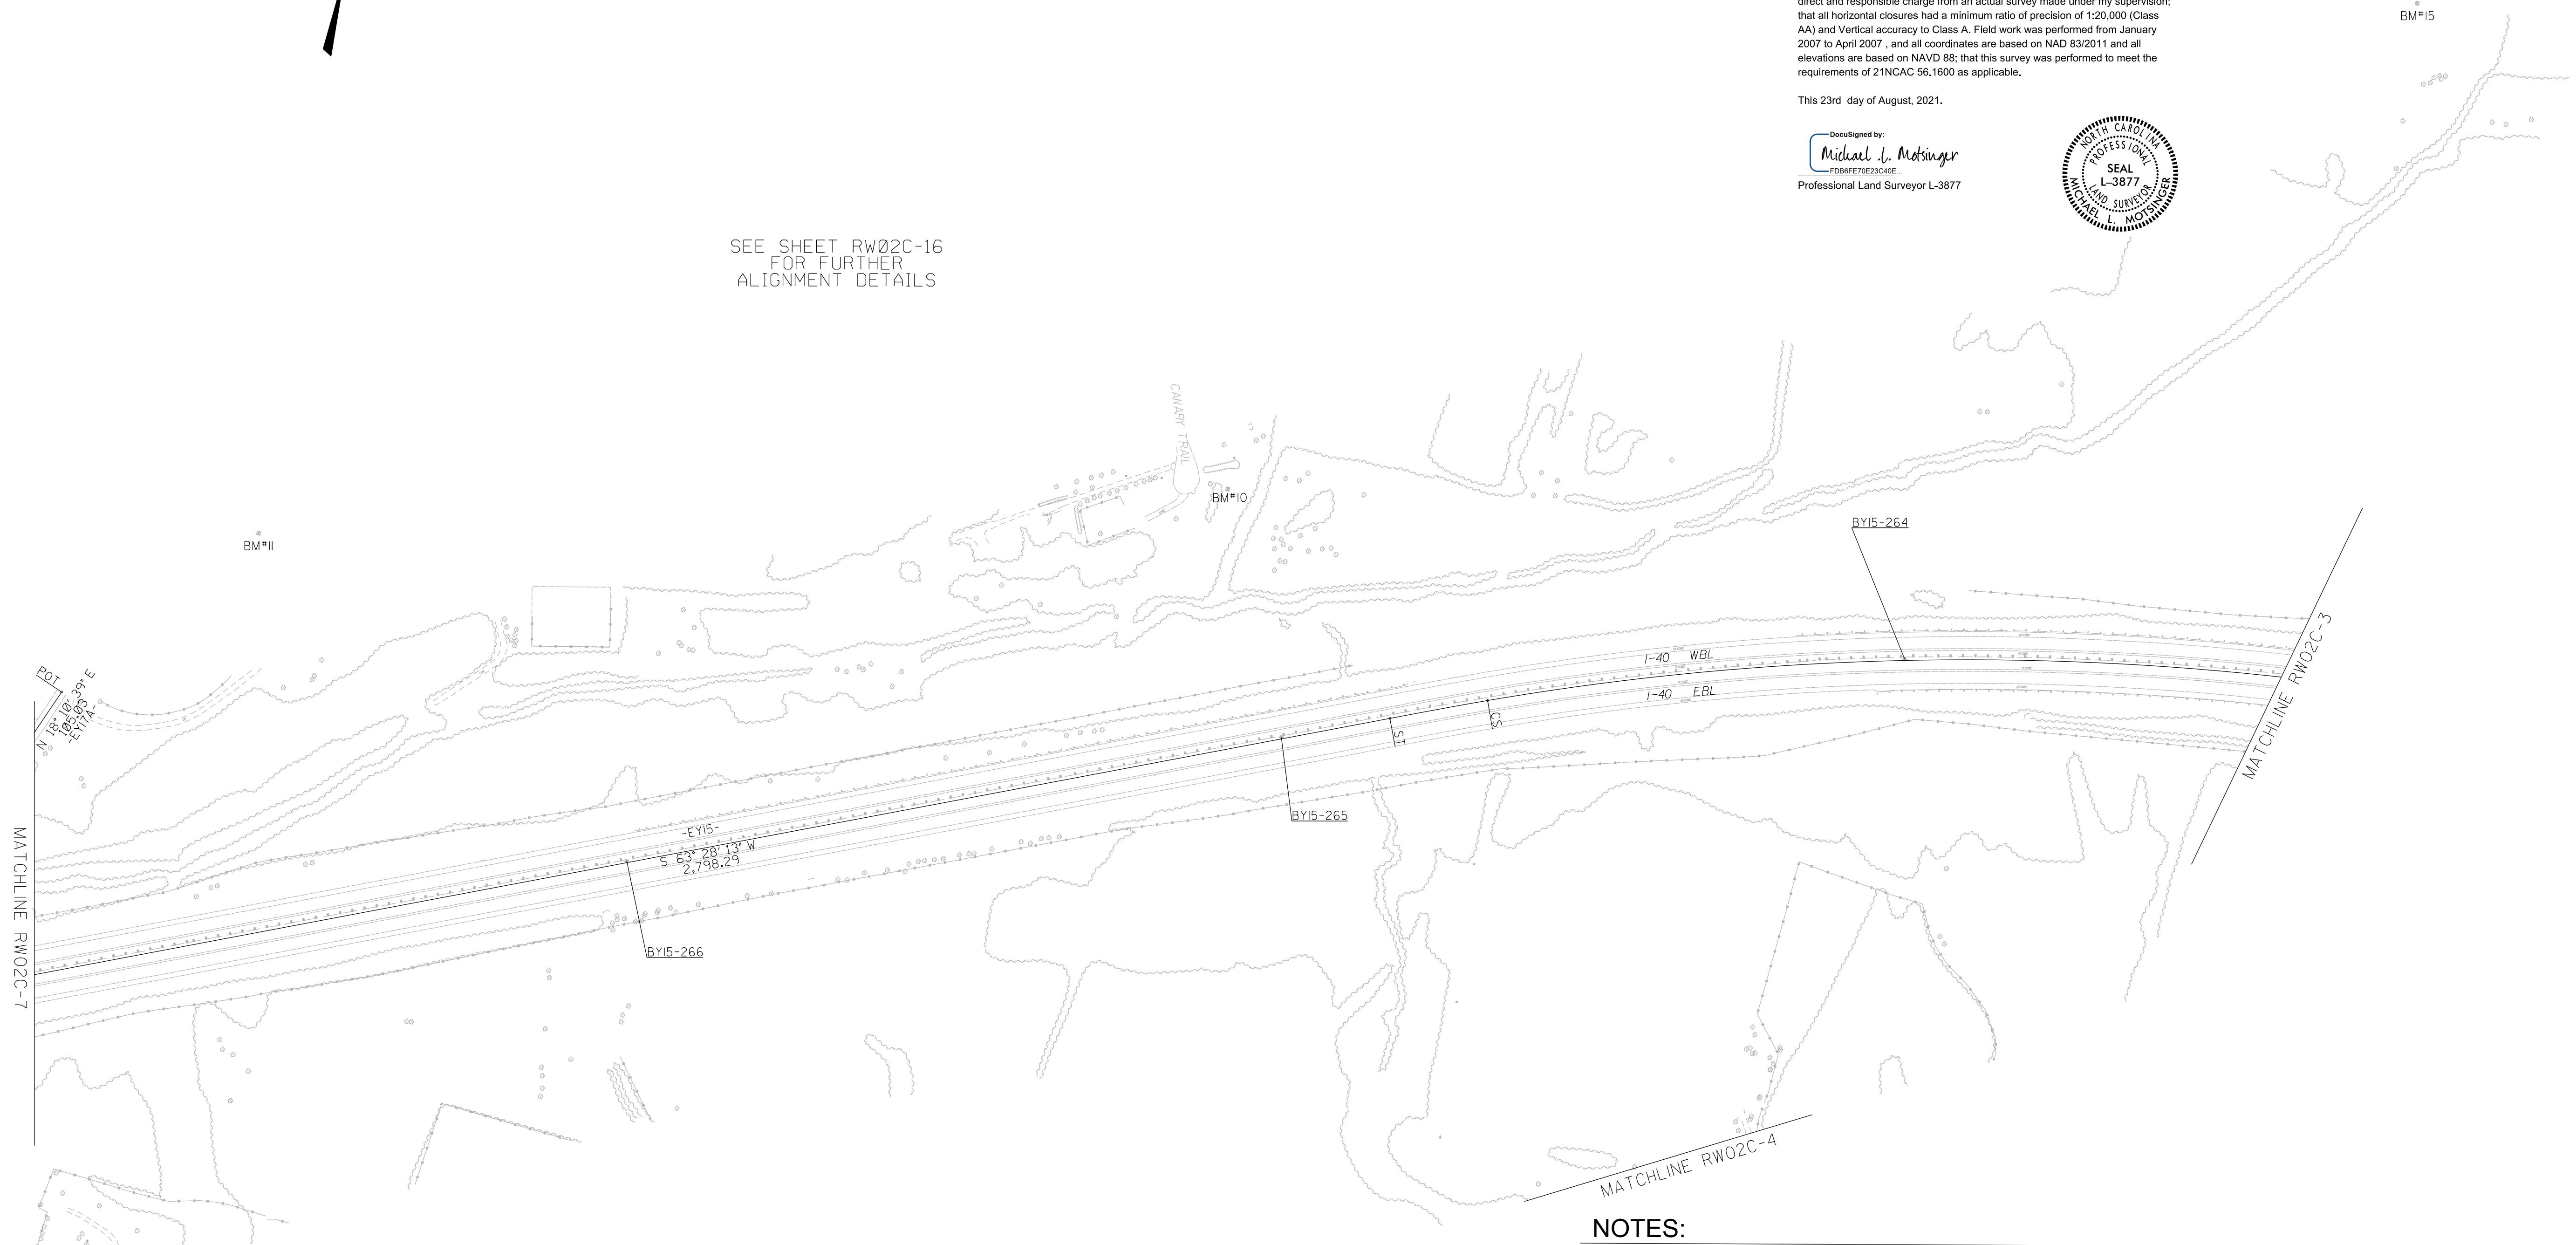 direct and responsible charge from an actual survey made under my supervision;
that all horizontal closures had a minimum ratio of precision of 1:20,000 (Class
AA) and Vertical accuracy to Class A. Field work was performed from January
2007 to April 2007 , and all coordinates are based on NAD 83/2011 and all
elevations are based on NAVD 88; that this survey was performed to meet the
requirements of 21NCAC 56.1600 as applicable.
This 23rd day of August, 2021.
DocuSigned by:
Michael L. Motsinger
FDB6FE70E23C40E...
Professional Land Surveyor L-3877
NORTH CAROLINA
PROFESSIONAL
SEAL
L-3877
LAND SURVEYOR
MICHAEL L. MOTSINGER
BM#15
SEE SHEET RW02C-16
FOR FURTHER
ALIGNMENT DETAILS
CANARY TRAIL
BM#10
BM#11
BY15-264
MATCHLINE RW02C-3
I-40 WBL
I-40 EBL
POT
N 18° 10' 39" E
105.03
-EY17A-
CS
ST
BY15-265
-EY15-
S 63° 28' 13" W
2,798.29
BY15-266
MATCHLINE RW02C-7
MATCHLINE RW02C-4
NOTES: